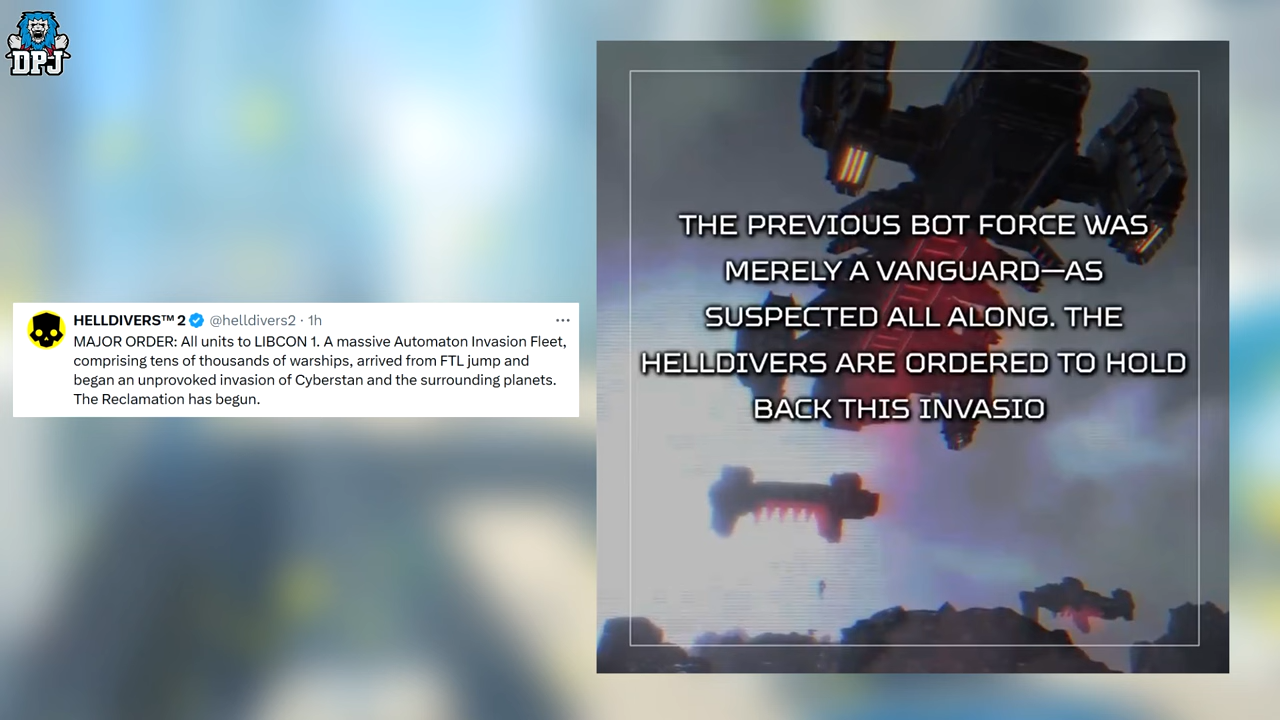 DPJ
HELLDIVERS™ 2 @helldivers2 · 1h
MAJOR ORDER: All units to LIBCON 1. A massive Automaton Invasion Fleet,
comprising tens of thousands of warships, arrived from FTL jump and
began an unprovoked invasion of Cyberstan and the surrounding planets.
The Reclamation has begun.
THE PREVIOUS BOT FORCE WAS
MERELY A VANGUARD—AS
SUSPECTED ALL ALONG. THE
HELLDIVERS ARE ORDERED TO HOLD
BACK THIS INVASIO